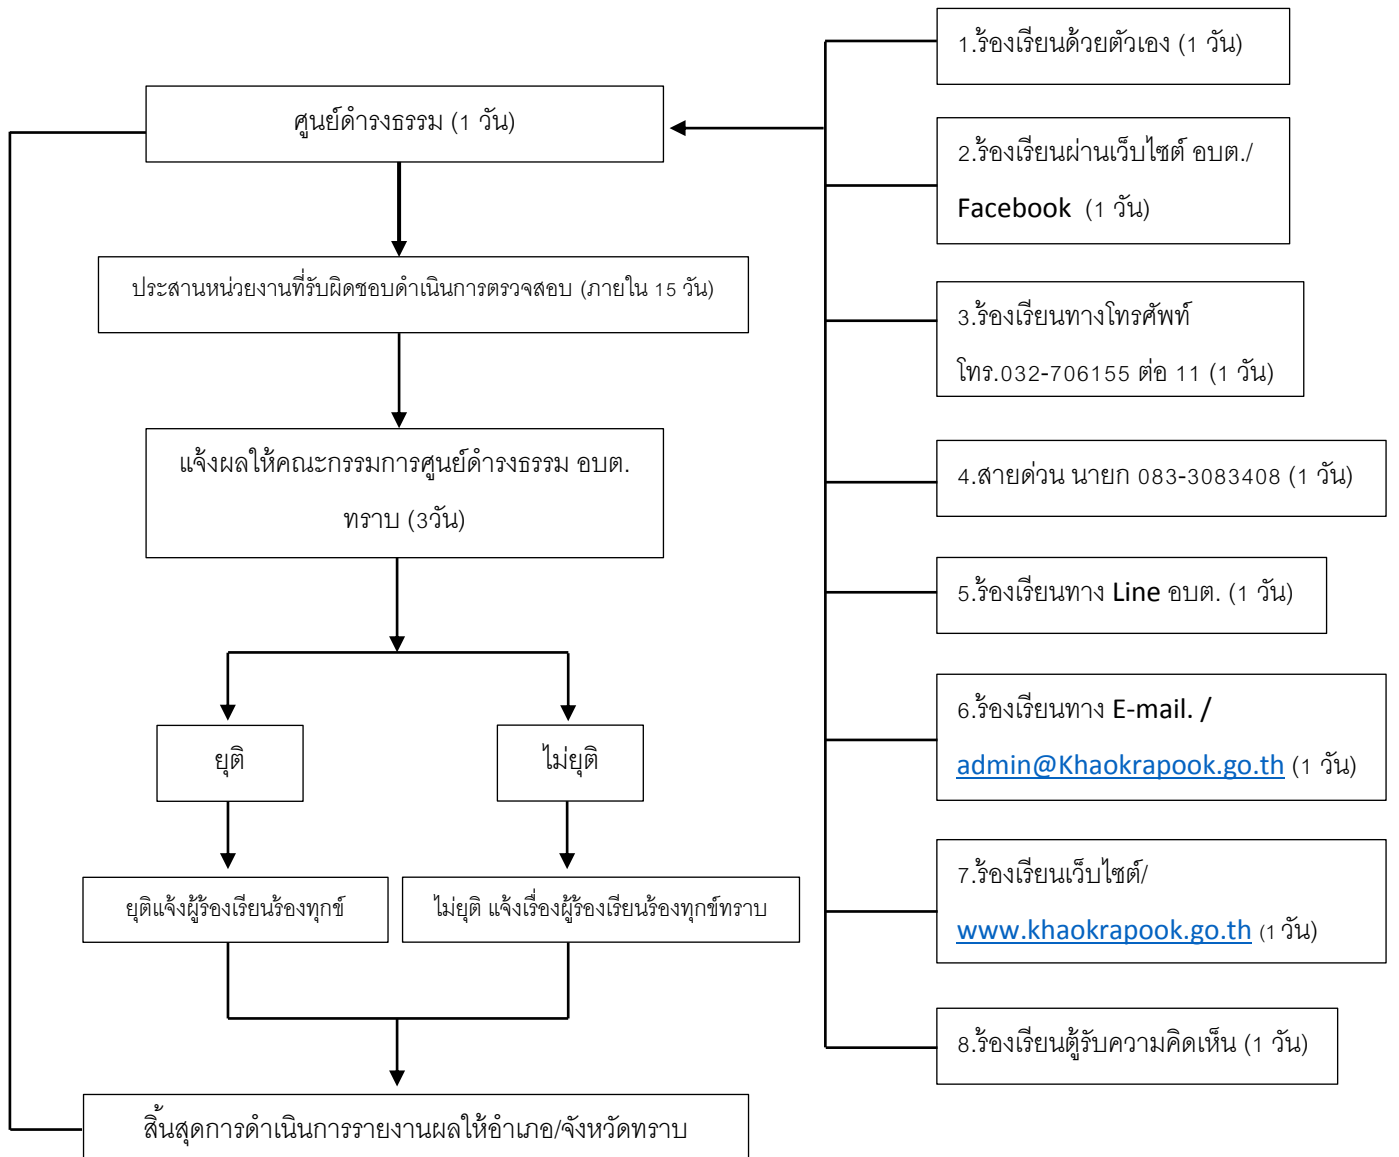 ศูนย์ดำรงธรรม (1 วัน)
ประสานหน่วยงานที่รับผิดชอบดำเนินการตรวจสอบ (ภายใน 15 วัน)
แจ้งผลให้คณะกรรมการศูนย์ดำรงธรรม อบต.
ทราบ (3วัน)
ยุติ
ไม่ยุติ
ยุติแจ้งผู้ร้องเรียนร้องทุกข์
ไม่ยุติ แจ้งเรื่องผู้ร้องเรียนร้องทุกข์ทราบ
สิ้นสุดการดำเนินการรายงานผลให้อำเภอ/จังหวัดทราบ
1.ร้องเรียนด้วยตัวเอง (1 วัน)
2.ร้องเรียนผ่านเว็บไซต์ อบต./
Facebook (1 วัน)
3.ร้องเรียนทางโทรศัพท์
โทร.032-706155 ต่อ 11 (1 วัน)
4.สายด่วน นายก 083-3083408 (1 วัน)
5.ร้องเรียนทาง Line อบต. (1 วัน)
6.ร้องเรียนทาง E-mail. /
admin@Khaokrapook.go.th (1 วัน)
7.ร้องเรียนเว็บไซต์/
www.khaokrapook.go.th (1 วัน)
8.ร้องเรียนตู้รับความคิดเห็น (1 วัน)